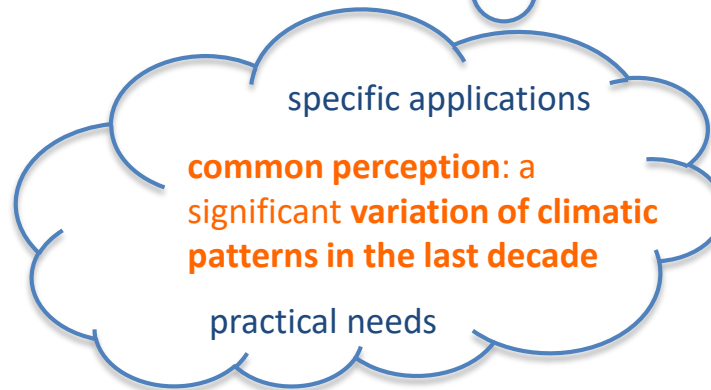 specific applications
common perception: a
significant variation of climatic
patterns in the last decade
practical needs